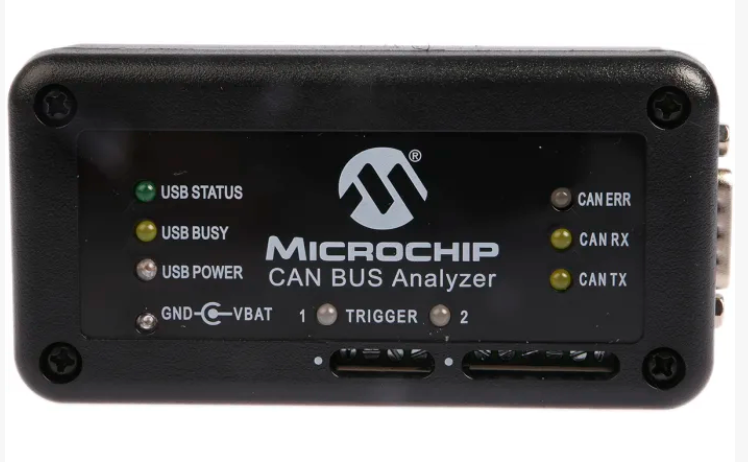 ®
USB STATUS
USB BUSY
USB POWER
GND VBAT
MICROCHIP
CAN BUS Analyzer
1 TRIGGER 2
CAN ERR
CAN RX
CAN TX